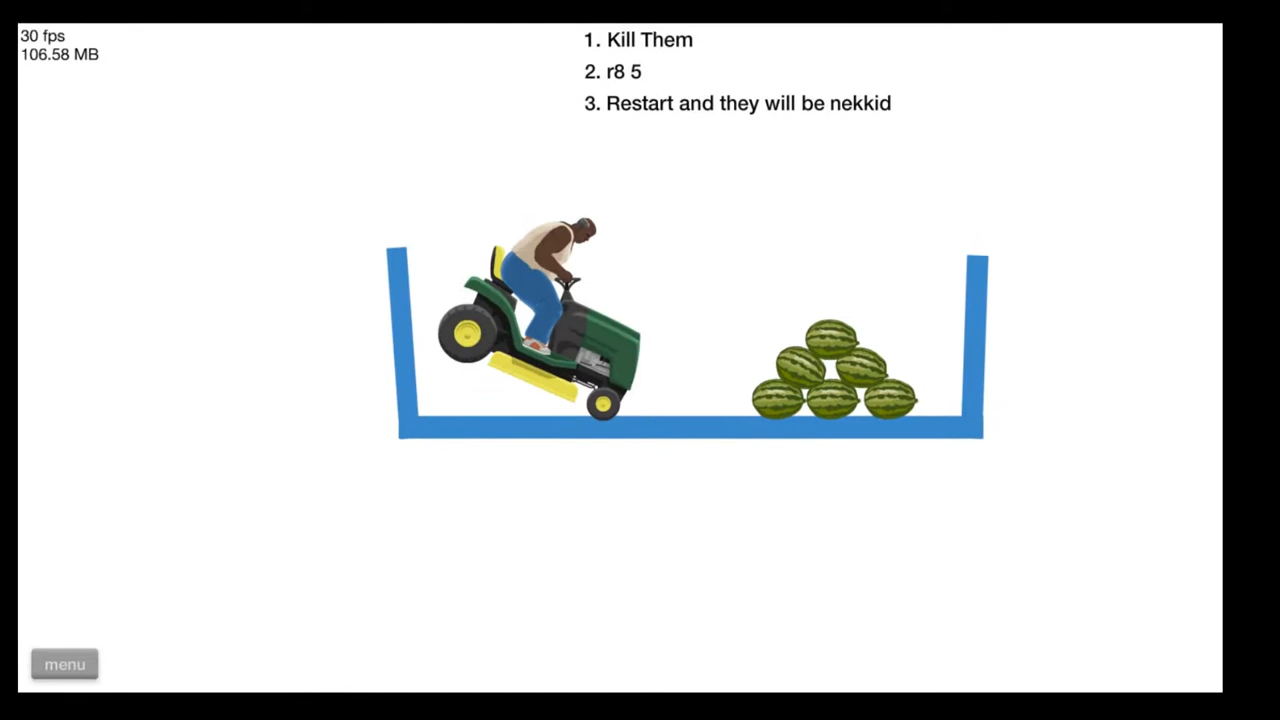 30 fps
106.58 MB
1. Kill Them
2. r8 5
3. Restart and they will be nekkid
menu